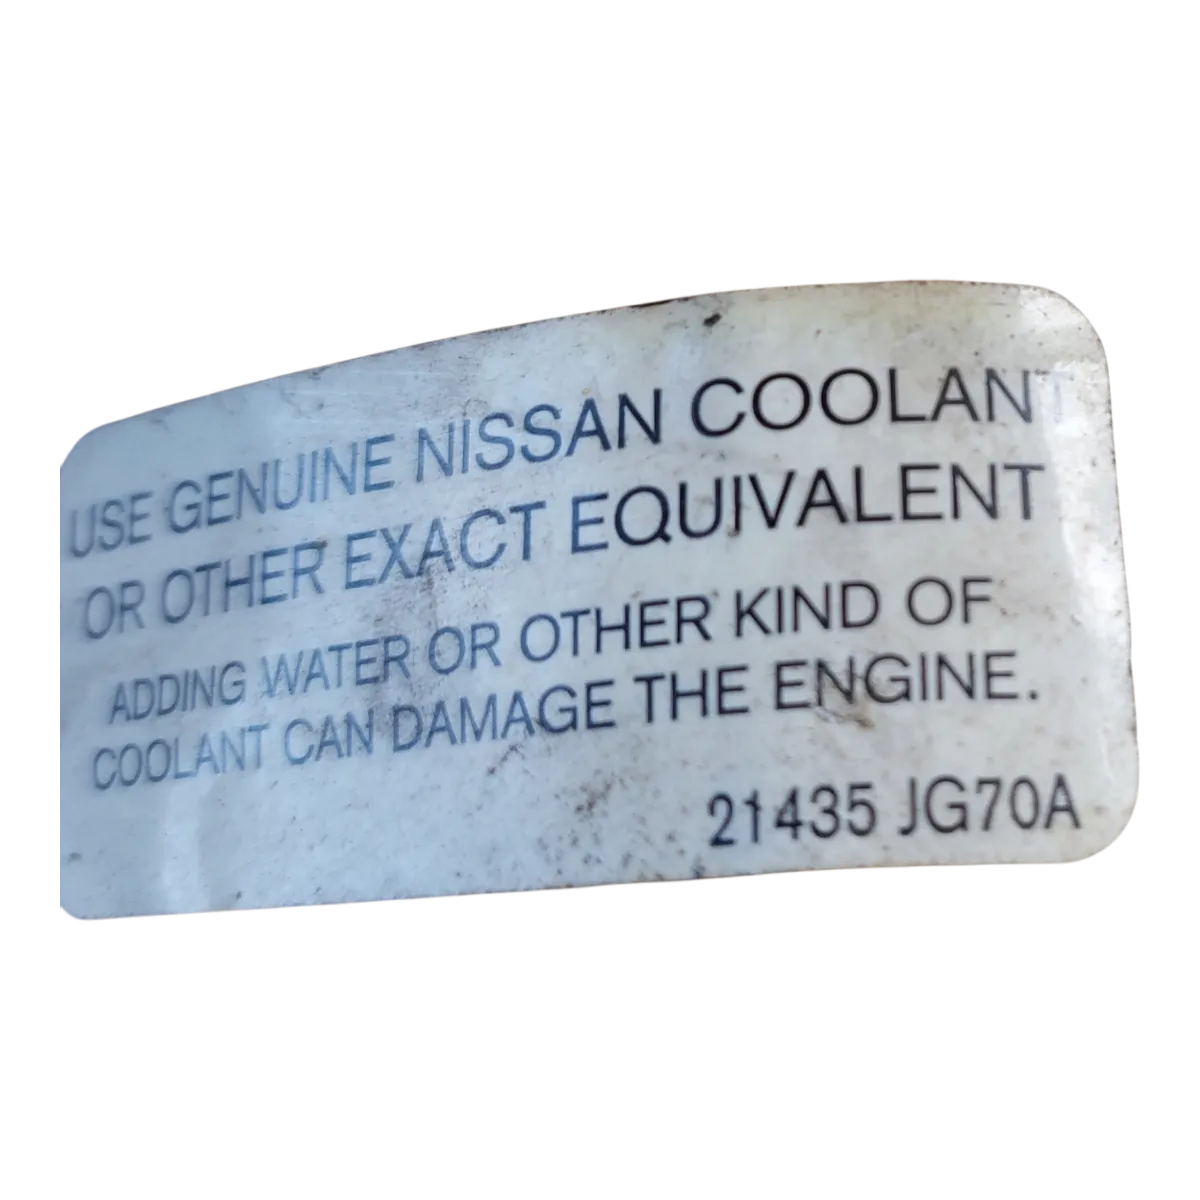 USE GENUINE NISSAN COOLANT
OR OTHER EXACT EQUIVALENT
ADDING WATER OR OTHER KIND OF
COOLANT CAN DAMAGE THE ENGINE.
21435 JG70A